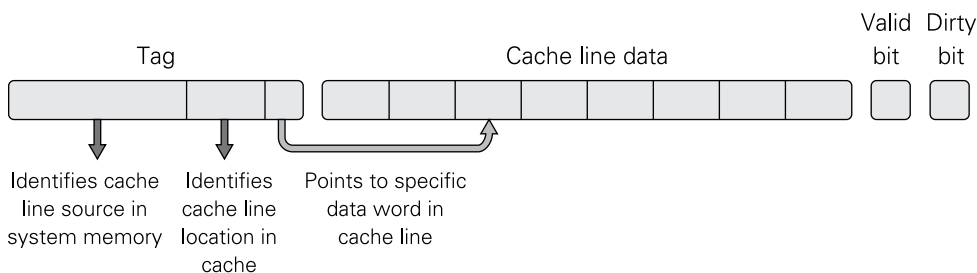 Tag
Cache line data
Valid
bit
Dirty
bit
Identifies cache
line source in
system memory
Identifies
cache line
location in
cache
Points to specific
data word in
cache line